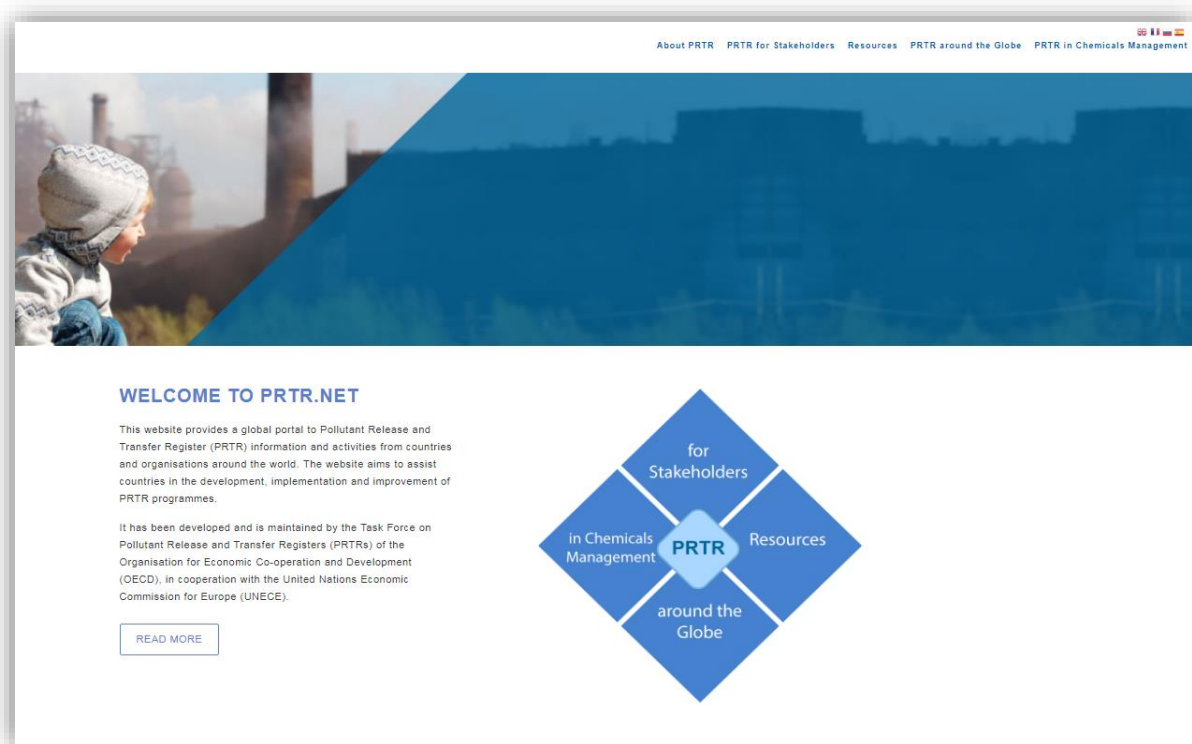 About PRTR PRTR for Stakeholders Resources PRTR around the Globe PRTR in Chemicals Management
WELCOME TO PRTR.NET
This website provides a global portal to Pollutant Release and
Transfer Register (PRTR) information and activities from countries
and organisations around the world. The website aims to assist
countries in the development, implementation and improvement of
PRTR programmes.
It has been developed and is maintained by the Task Force on
Pollutant Release and Transfer Registers (PRTRs) of the
Organisation for Economic Co-operation and Development
(OECD), in cooperation with the United Nations Economic
Commission for Europe (UNECE).
READ MORE
for
Stakeholders
in Chemicals
Management
PRTR
Resources
around the
Globe